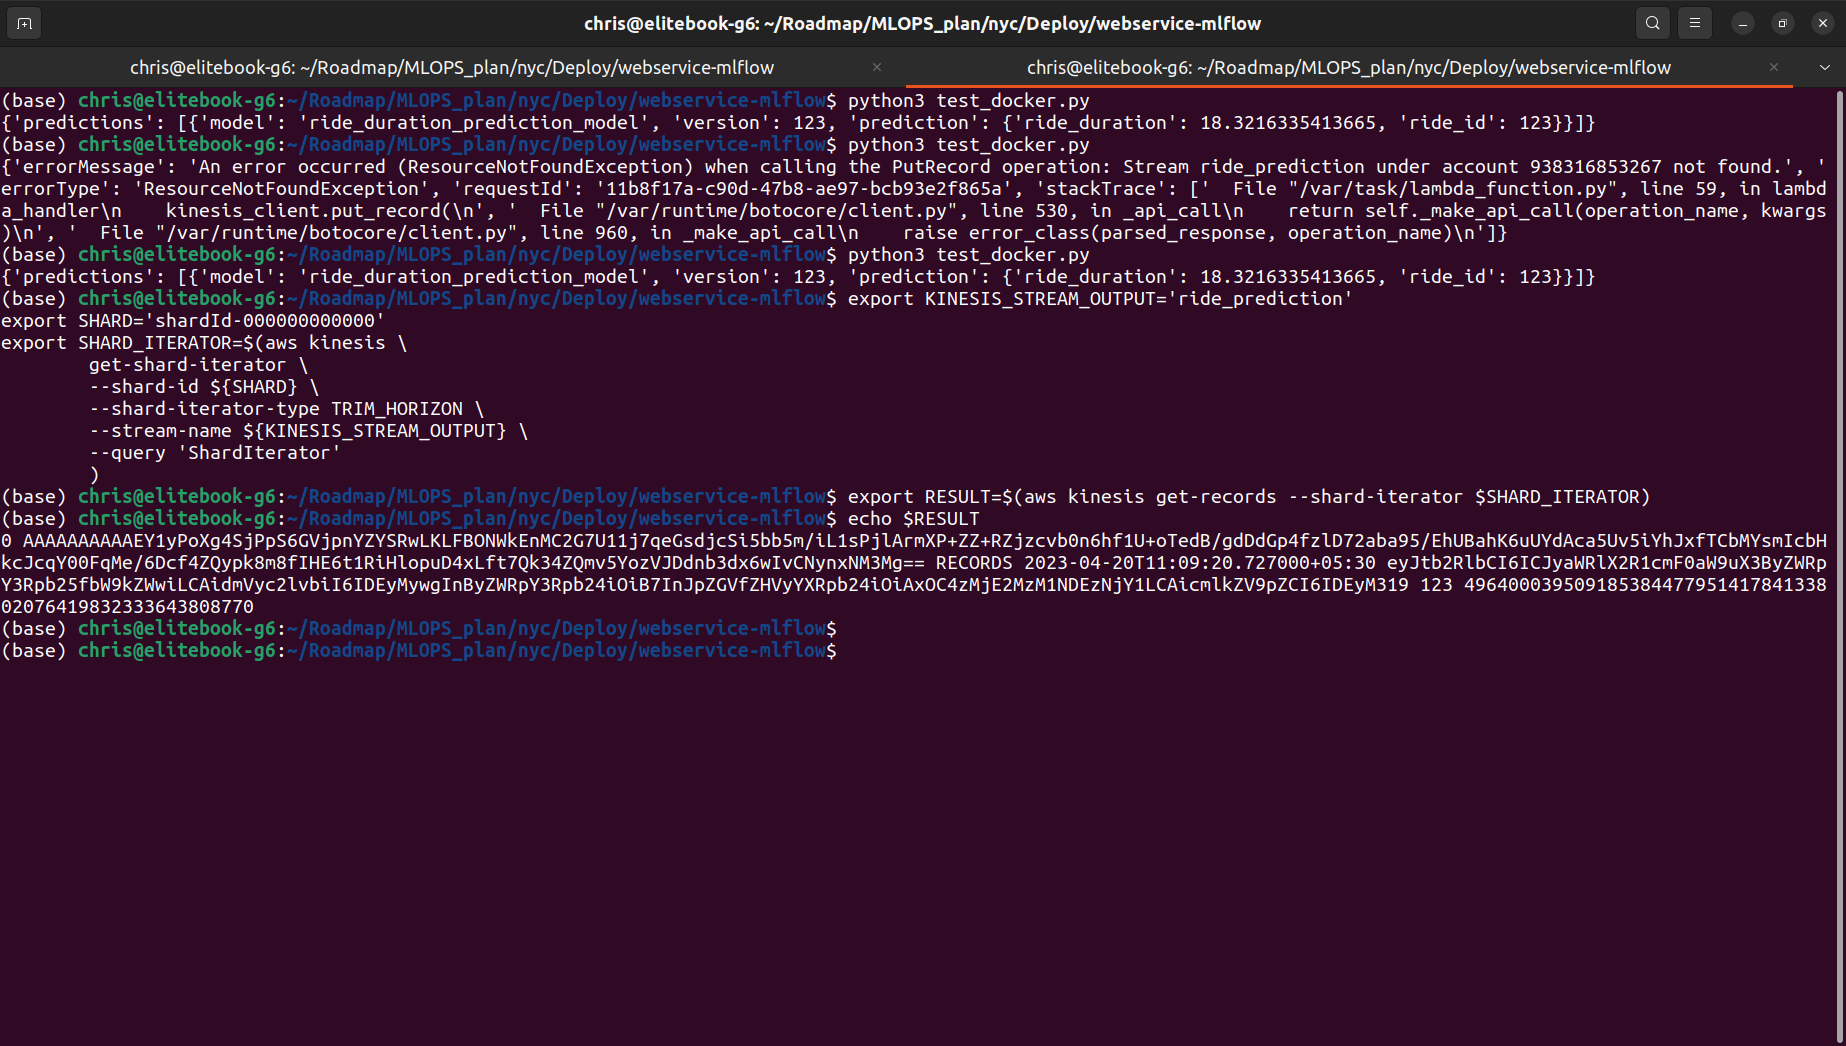 chris@elitebook-g6: ~/Roadmap/MLOPS_plan/nyc/Deploy/webservice-mlflow
chris@elitebook-g6: ~/Roadmap/MLOPS_plan/nyc/Deploy/webservice-mlflow
chris@elitebook-g6: ~/Roadmap/MLOPS_plan/nyc/Deploy/webservice-mlflow
(base) chris@elitebook-g6:~/Roadmap/MLOPS_plan/nyc/Deploy/webservice-mlflow$ python3 test_docker.py
{'predictions': [{'model': 'ride_duration_prediction_model', 'version': 123, 'prediction': {'ride_duration': 18.3216335413665, 'ride_id': 123}}]}
(base) chris@elitebook-g6:~/Roadmap/MLOPS_plan/nyc/Deploy/webservice-mlflow$ python3 test_docker.py
{'errorMessage': 'An error occurred (ResourceNotFoundException) when calling the PutRecord operation: Stream ride_prediction under account 938316853267 not found.', '
errorType': 'ResourceNotFoundException', 'requestId': '11b8f17a-c90d-47b8-ae97-bcb93e2f865a', 'stackTrace': ['  File "/var/task/lambda_function.py", line 59, in lambd
a_handler\n    kinesis_client.put_record(\n', '  File "/var/runtime/botocore/client.py", line 530, in _api_call\n    return self._make_api_call(operation_name, kwargs
)\n', '  File "/var/runtime/botocore/client.py", line 960, in _make_api_call\n    raise error_class(parsed_response, operation_name)\n']}
(base) chris@elitebook-g6:~/Roadmap/MLOPS_plan/nyc/Deploy/webservice-mlflow$ python3 test_docker.py
{'predictions': [{'model': 'ride_duration_prediction_model', 'version': 123, 'prediction': {'ride_duration': 18.3216335413665, 'ride_id': 123}}]}
(base) chris@elitebook-g6:~/Roadmap/MLOPS_plan/nyc/Deploy/webservice-mlflow$ export KINESIS_STREAM_OUTPUT='ride_prediction'
export SHARD='shardId-000000000000'
export SHARD_ITERATOR=$(aws kinesis \
        get-shard-iterator \
        --shard-id ${SHARD} \
        --shard-iterator-type TRIM_HORIZON \
        --stream-name ${KINESIS_STREAM_OUTPUT} \
        --query 'ShardIterator'
        )
(base) chris@elitebook-g6:~/Roadmap/MLOPS_plan/nyc/Deploy/webservice-mlflow$ export RESULT=$(aws kinesis get-records --shard-iterator $SHARD_ITERATOR)
(base) chris@elitebook-g6:~/Roadmap/MLOPS_plan/nyc/Deploy/webservice-mlflow$ echo $RESULT
0 AAAAAAAAAAEY1yPoXg4SjPpS6GVjpnYZYSRwLKLFBONWkEnMC2G7U11j7qeGsdjcSi5bb5m/iL1sPjlArmXP+ZZ+RZjzcvb0n6hf1U+oTedB/gdDdGp4fzlD72aba95/EhUBahK6uUYdAca5Uv5iYhJxfTCbMYsmIcbH
kcJcqY00FqMe/6Dcf4ZQypk8m8fIHE6t1RiHlopuD4xLft7Qk34ZQmv5YozVJDdnb3dx6wIvCNynxNM3Mg== RECORDS 2023-04-20T11:09:20.727000+05:30 eyJtb2RlbCI6ICJyaWRlX2R1cmF0aW9uX3ByZWRp
Y3Rpb25fbW9kZWwiLCAidmVyc2lvbiI6IDEyMywgInByZWRpY3Rpb24iOiB7InJpZGVfZHVyYXRpb24iOiAxOC4zMjE2MzM1NDEzNjY1LCAicmlkZV9pZCI6IDEyM319 123 49640003950918538447795141784133​8
020764198323336438087​70
(base) chris@elitebook-g6:~/Roadmap/MLOPS_plan/nyc/Deploy/webservice-mlflow$
(base) chris@elitebook-g6:~/Roadmap/MLOPS_plan/nyc/Deploy/webservice-mlflow$